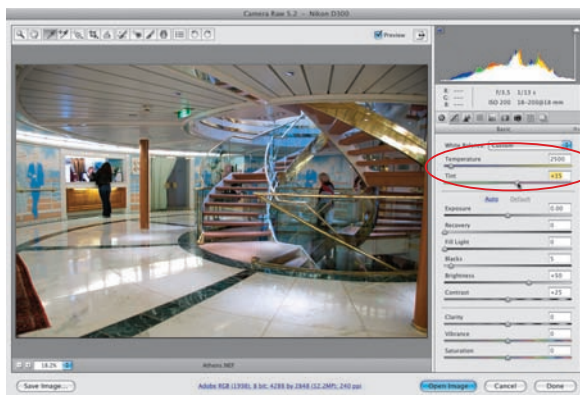 Camera Raw 5.2 – Nikon D300
Preview
R: ---
G: ---
B: ---
f/3.5 1/13 s
ISO 200 18-200@18 mm
Basic
White Balance: Custom
Temperature 2500
Tint +15
Auto Default
Exposure 0.00
Recovery 0
Fill Light 0
Blacks 5
Brightness +50
Contrast +25
Clarity 0
Vibrance 0
Saturation 0
18.2% Athens.NEF
Save Image... Adobe RGB (1998); 8 bit; 4288 by 2848 (12.2MP); 240 ppi Open Image Cancel Done